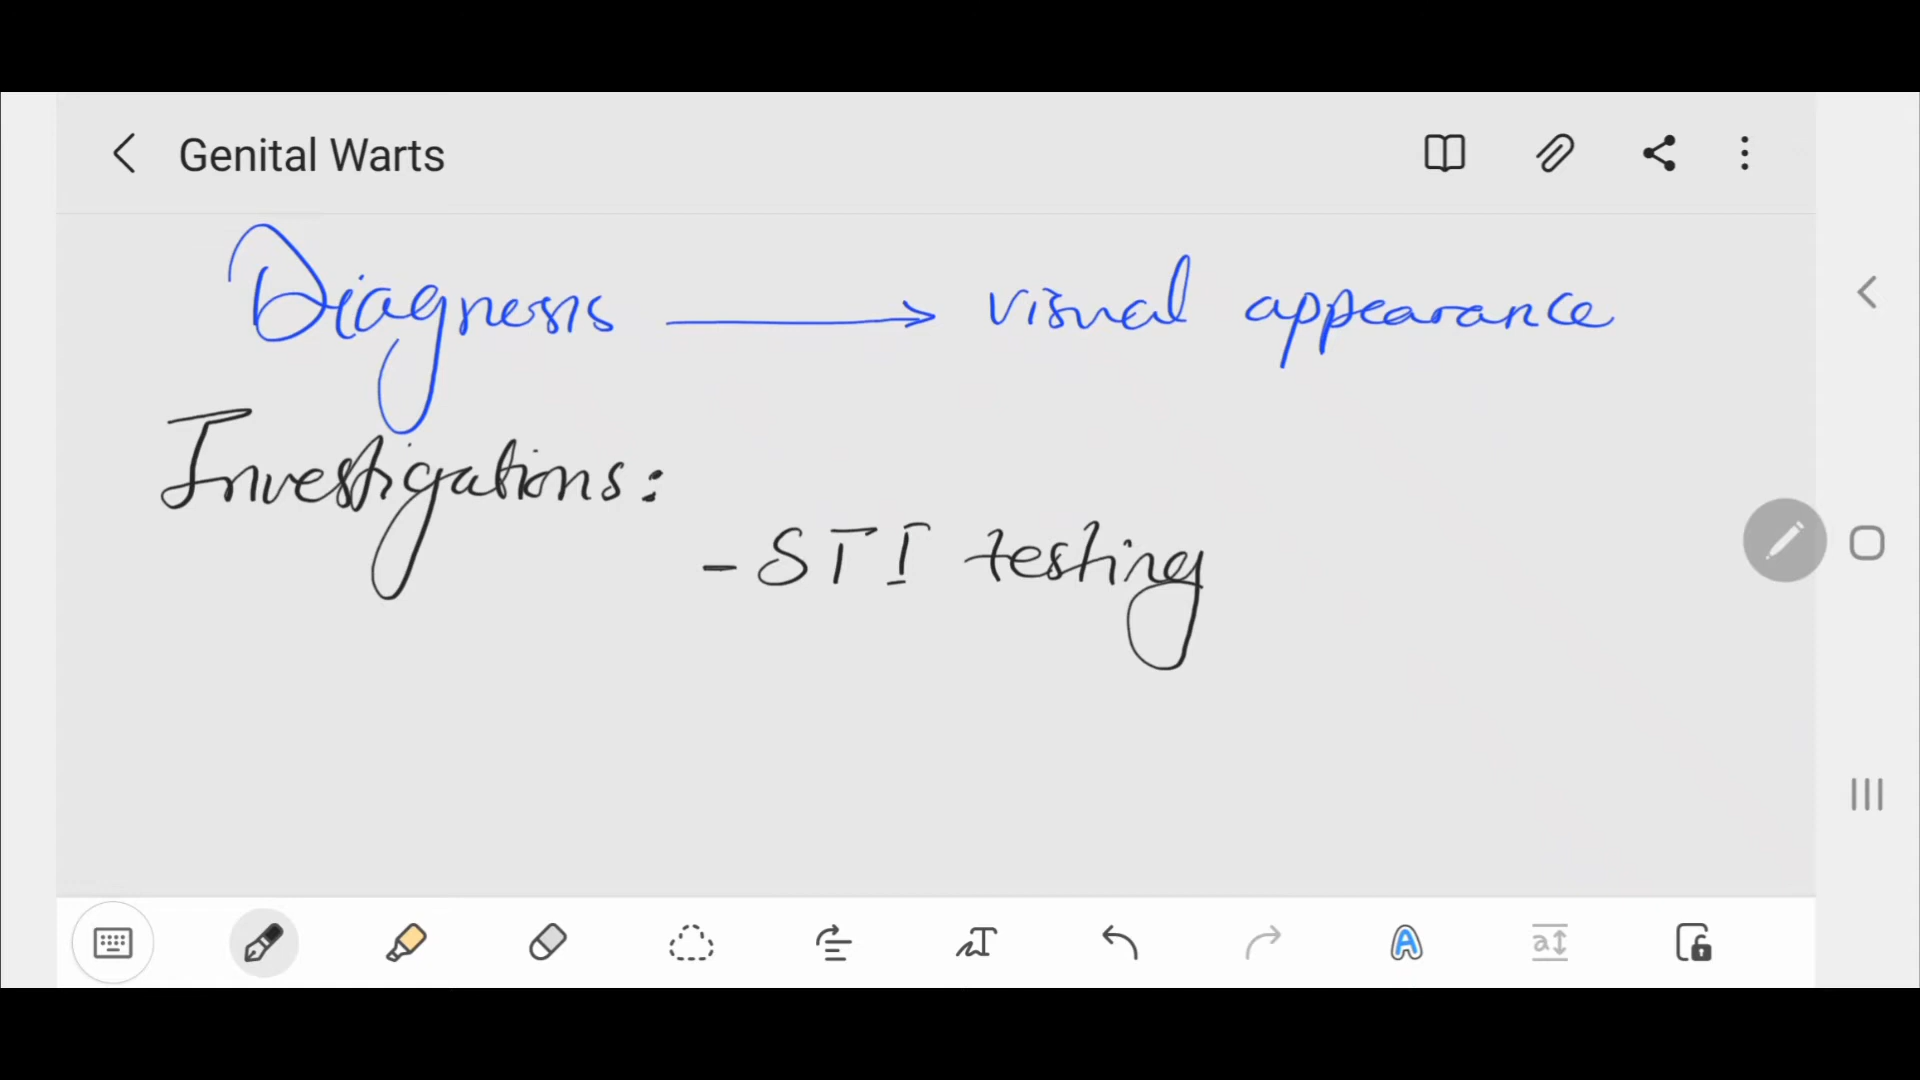 Genital Warts
Diagnosis → visual appearance
Investigations:
- STI testing